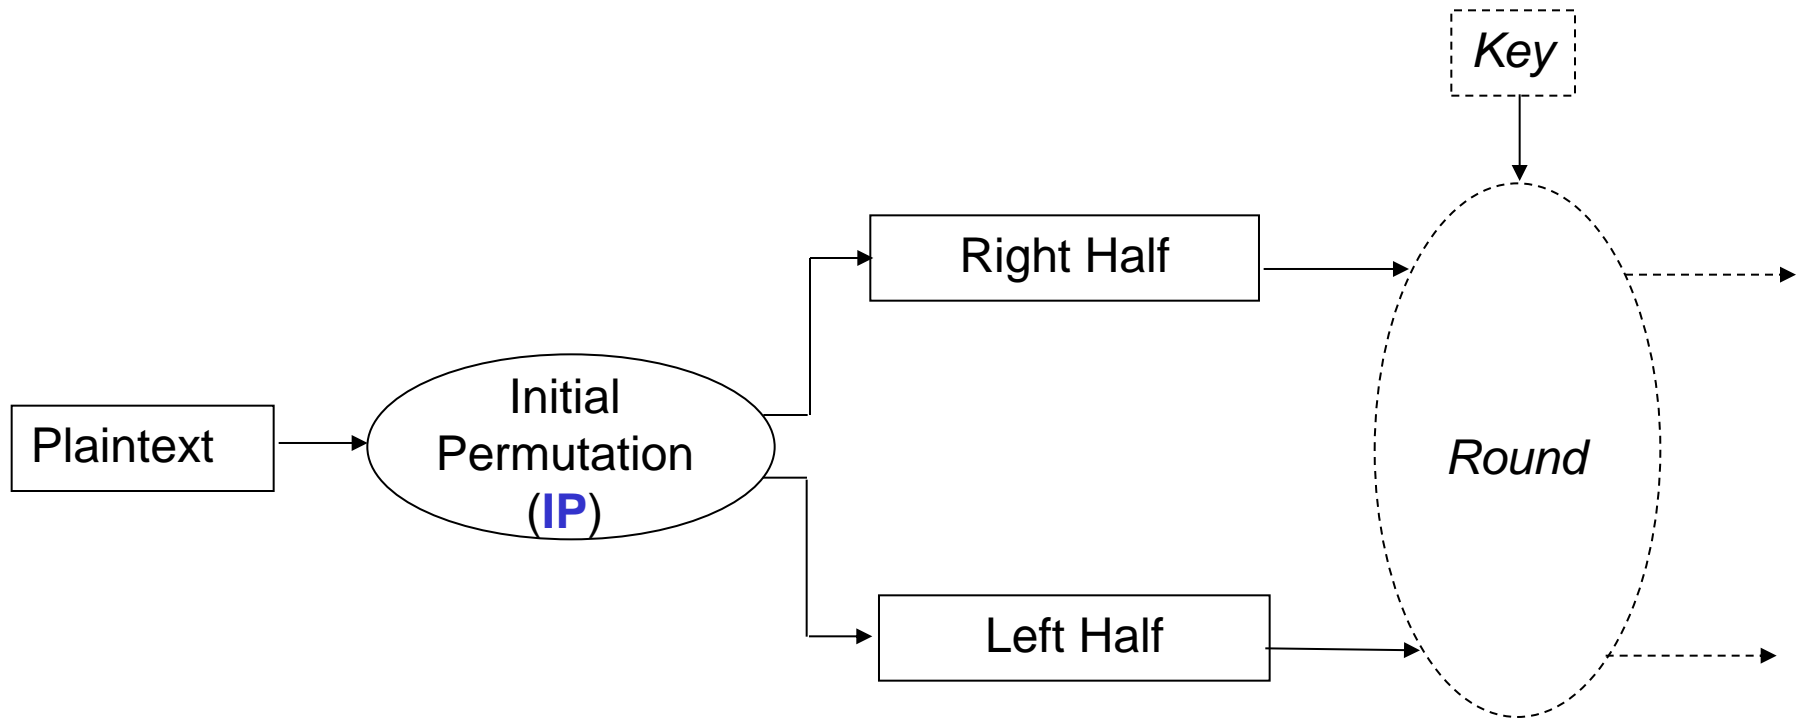 Key
Right Half
Initial
Permutation
(IP)
Plaintext
Round
Left Half